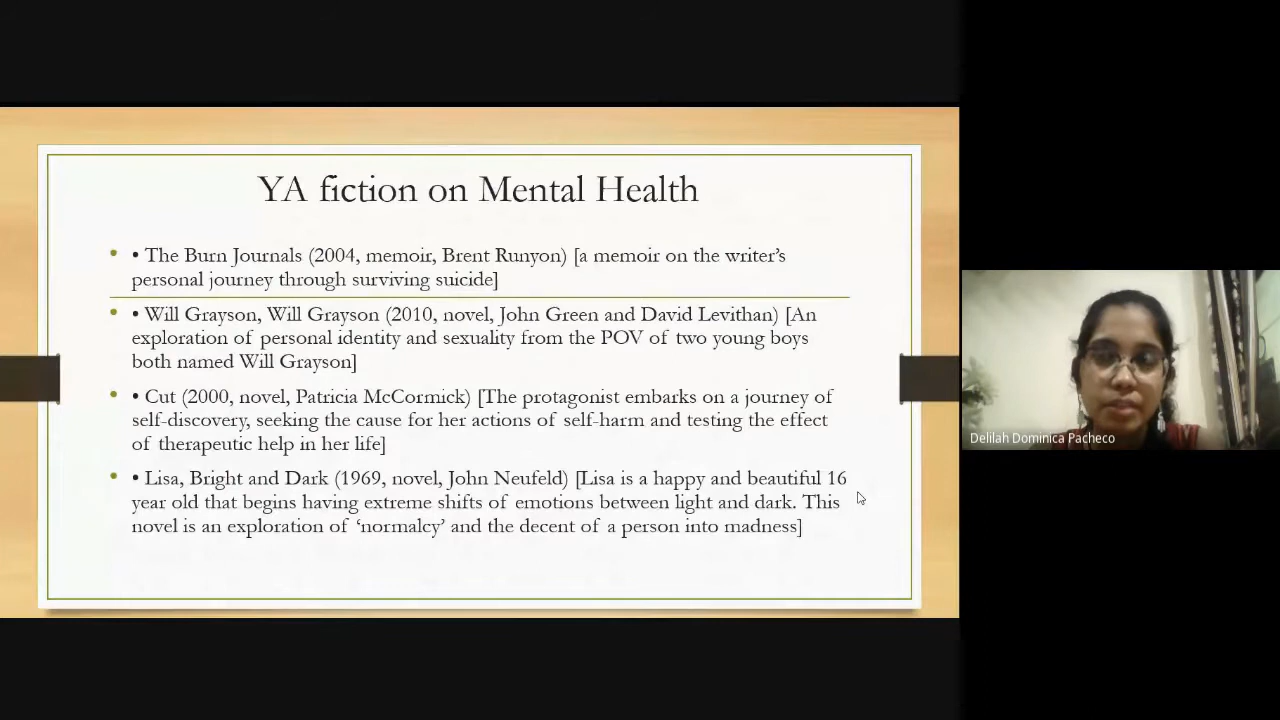 YA fiction on Mental Health
• • The Burn Journals (2004, memoir, Brent Runyon) [a memoir on the writer's
personal journey through surviving suicide]
• • Will Grayson, Will Grayson (2010, novel, John Green and David Levithan) [An
exploration of personal identity and sexuality from the POV of two young boys
both named Will Grayson]
• • Cut (2000, novel, Patricia McCormick) [The protagonist embarks on a journey of
self-discovery, seeking the cause for her actions of self-harm and testing the effect
of therapeutic help in her life]
• • Lisa, Bright and Dark (1969, novel, John Neufeld) [Lisa is a happy and beautiful 16
year old that begins having extreme shifts of emotions between light and dark. This
novel is an exploration of ‘normalcy’ and the decent of a person into madness]
Delilah Dominica Pacheco